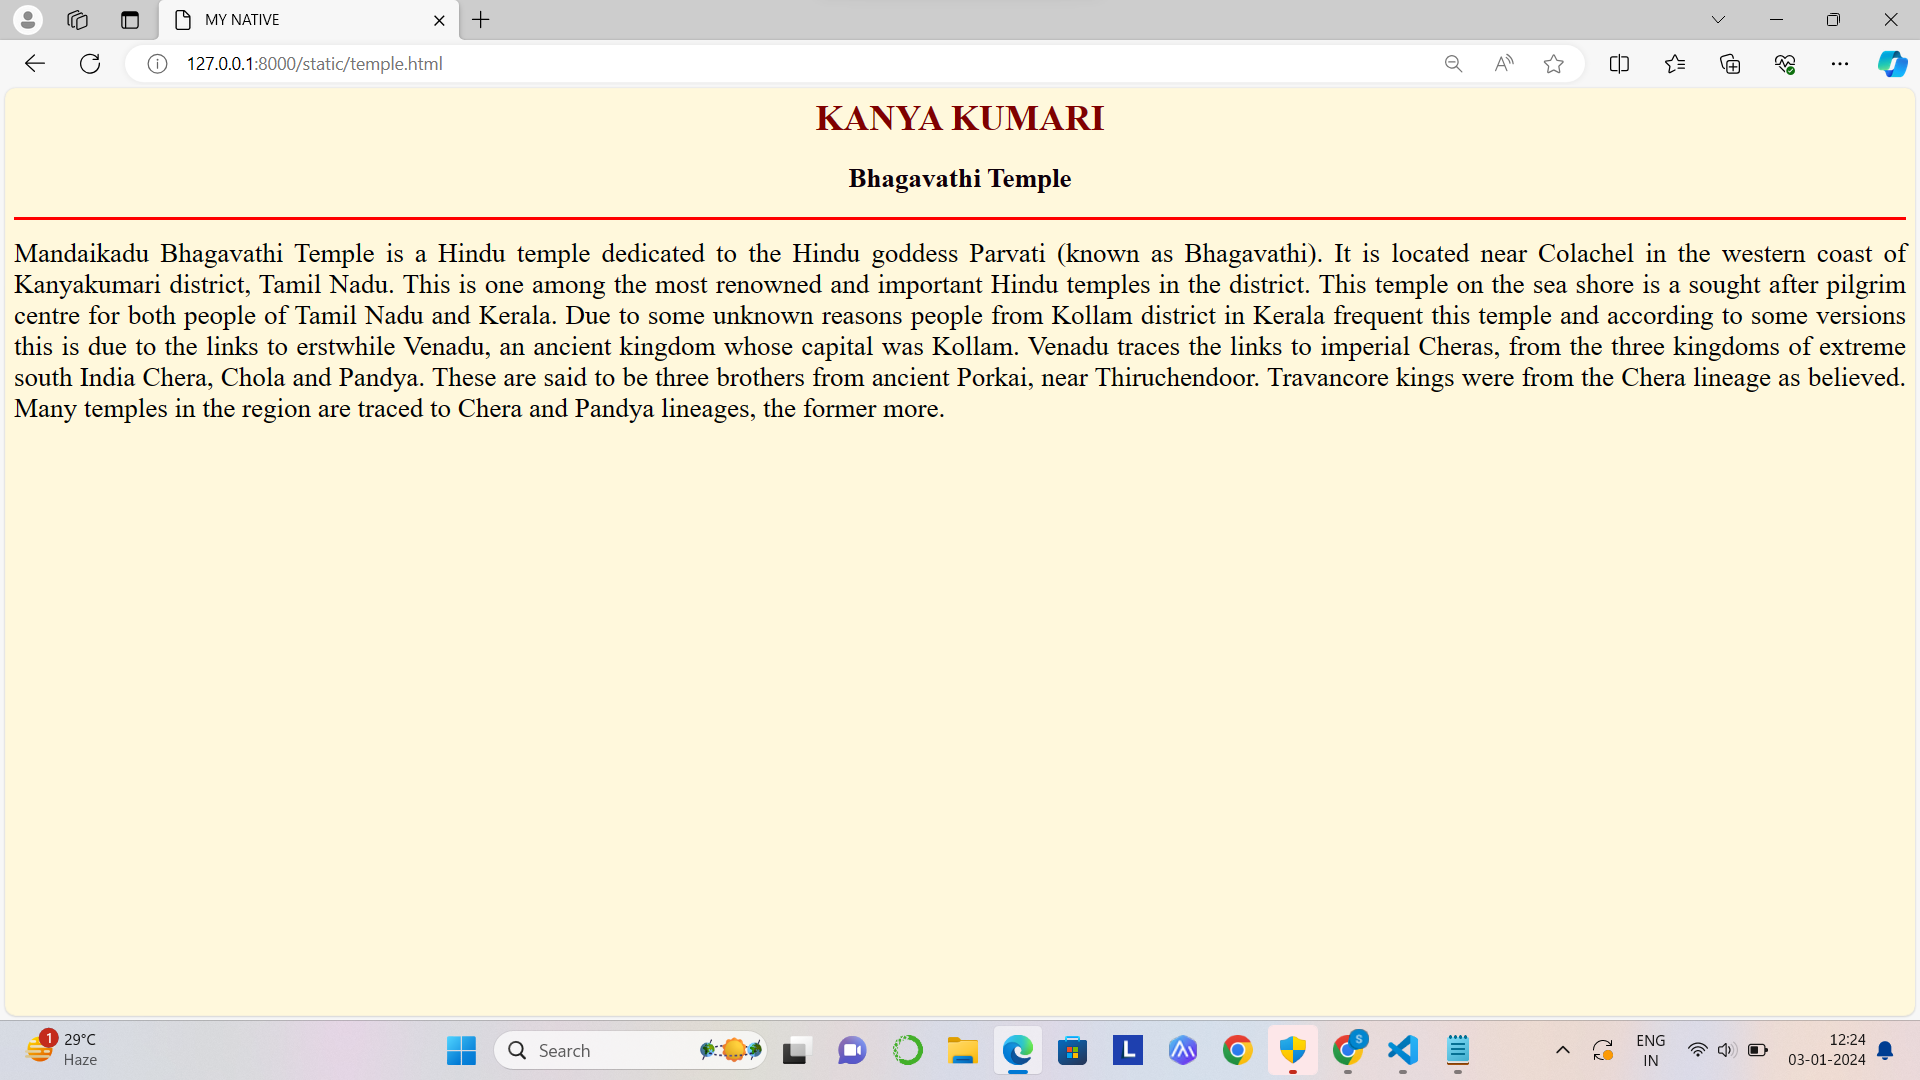 MY NATIVE
127.0.0.1:8000/static/temple.html
KANYA KUMARI
Bhagavathi Temple
Mandaikadu Bhagavathi Temple is a Hindu temple dedicated to the Hindu goddess Parvati (known as Bhagavathi). It is located near Colachel in the western coast of
Kanyakumari district, Tamil Nadu. This is one among the most renowned and important Hindu temples in the district. This temple on the sea shore is a sought after pilgrim
centre for both people of Tamil Nadu and Kerala. Due to some unknown reasons people from Kollam district in Kerala frequent this temple and according to some versions
this is due to the links to erstwhile Venadu, an ancient kingdom whose capital was Kollam. Venadu traces the links to imperial Cheras, from the three kingdoms of extreme
south India Chera, Chola and Pandya. These are said to be three brothers from ancient Porkai, near Thiruchendoor. Travancore kings were from the Chera lineage as believed.
Many temples in the region are traced to Chera and Pandya lineages, the former more.
1
29°C
Haze
Search
L
S
ENG
IN
12:24
03-01-2024